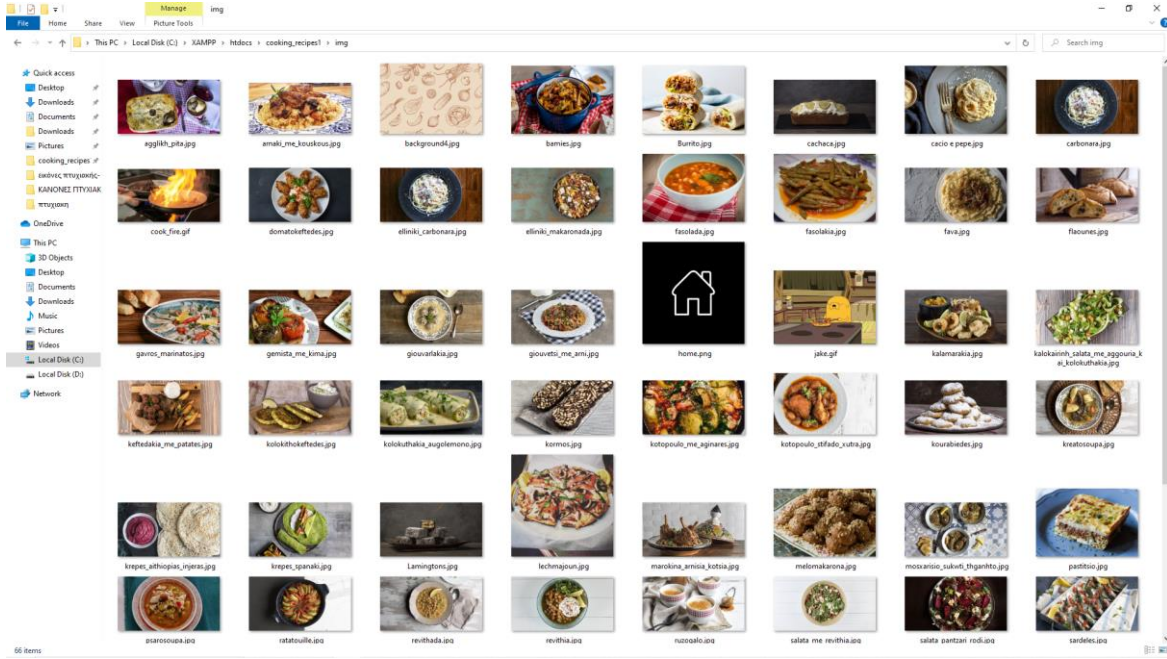 Manage
img
File
Home
Share
View
Picture Tools
This PC > Local Disk (C:) > XAMPP > htdocs > cooking_recipes1 > img
Search img
Quick access
Desktop
Downloads
Documents
Downloads
Pictures
cooking_recipes
εικόνες πτυχιακής-
ΚΑΝΟΝΕΣ ΠΤΥΧΙΑΚ
πτυχιακη
OneDrive
This PC
3D Objects
Desktop
Documents
Downloads
Music
Pictures
Videos
Local Disk (C:)
Local Disk (D:)
Network
agglikh_pita.jpg
arnaki_me_kouskous.jpg
background4.jpg
bamies.jpg
Burrito.jpg
cachaca.jpg
cacio e pepe.jpg
carbonara.jpg
cook_fire.gif
domatokeftedes.jpg
elliniki_carbonara.jpg
elliniki_makaronada.jpg
fasolada.jpg
fasolakia.jpg
fava.jpg
flaounes.jpg
gavros_marinatos.jpg
gemista_me_kima.jpg
giouvarlakia.jpg
giouvetsi_me_arni.jpg
home.png
jake.gif
kalamarakia.jpg
kalokairinh_salata_me_aggouria_k
ai_kolokuthakia.jpg
keftedakia_me_patates.jpg
kolokithokeftedes.jpg
kolokuthakia_augolemono.jpg
kormos.jpg
kotopoulo_me_aginares.jpg
kotopoulo_stifado_xutra.jpg
kourabiedes.jpg
kreatosoupa.jpg
krepes_aithiopias_injeras.jpg
krepes_spanaki.jpg
Lamingtons.jpg
lechmajoun.jpg
marokina_arnisia_kotsia.jpg
melomakarona.jpg
mosxarisio_sukwti_thganhto.jpg
pastitsio.jpg
psarosoupa.jpg
ratatouille.jpg
revithada.jpg
revithia.jpg
ruzogalo.jpg
salata_me_revithia.jpg
salata_pantzari_rodi.jpg
sardeles.jpg
66 items